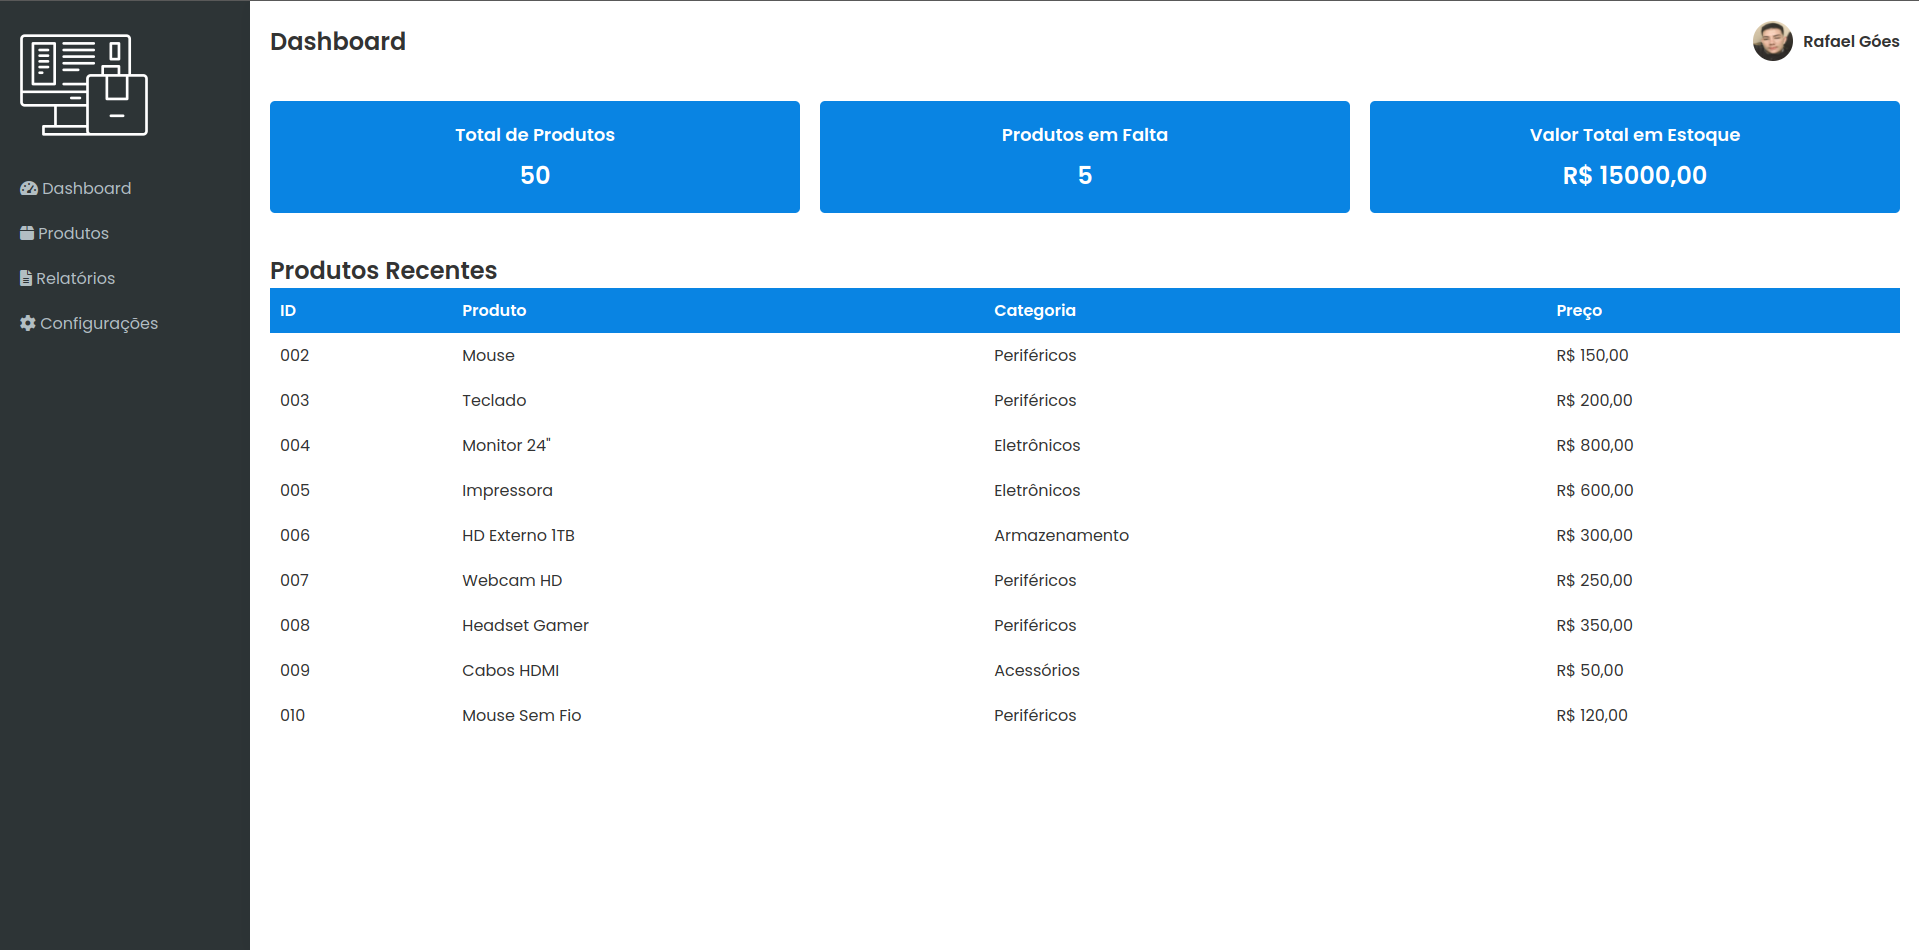 Dashboard
Rafael Góes
Dashboard
Produtos
Relatórios
Configurações
Total de Produtos
50
Produtos em Falta
5
Valor Total em Estoque
R$ 15000,00
Produtos Recentes
ID Produto Categoria Preço
002 Mouse Periféricos R$ 150,00
003 Teclado Periféricos R$ 200,00
004 Monitor 24" Eletrônicos R$ 800,00
005 Impressora Eletrônicos R$ 600,00
006 HD Externo 1TB Armazenamento R$ 300,00
007 Webcam HD Periféricos R$ 250,00
008 Headset Gamer Periféricos R$ 350,00
009 Cabos HDMI Acessórios R$ 50,00
010 Mouse Sem Fio Periféricos R$ 120,00